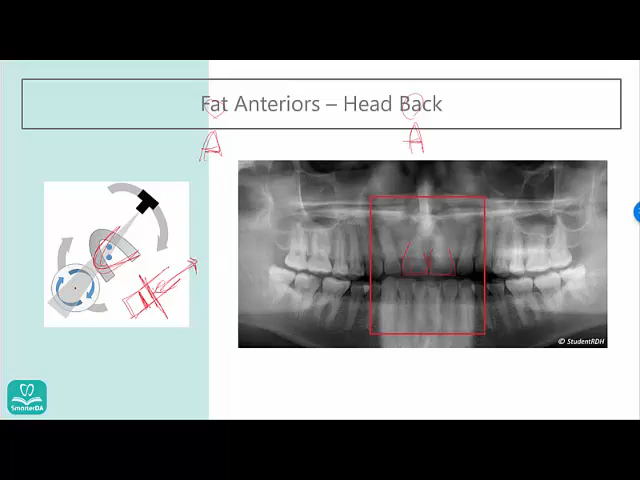 Fat Anteriors – Head Back
A
A
© StudentRDH
SmarterDA